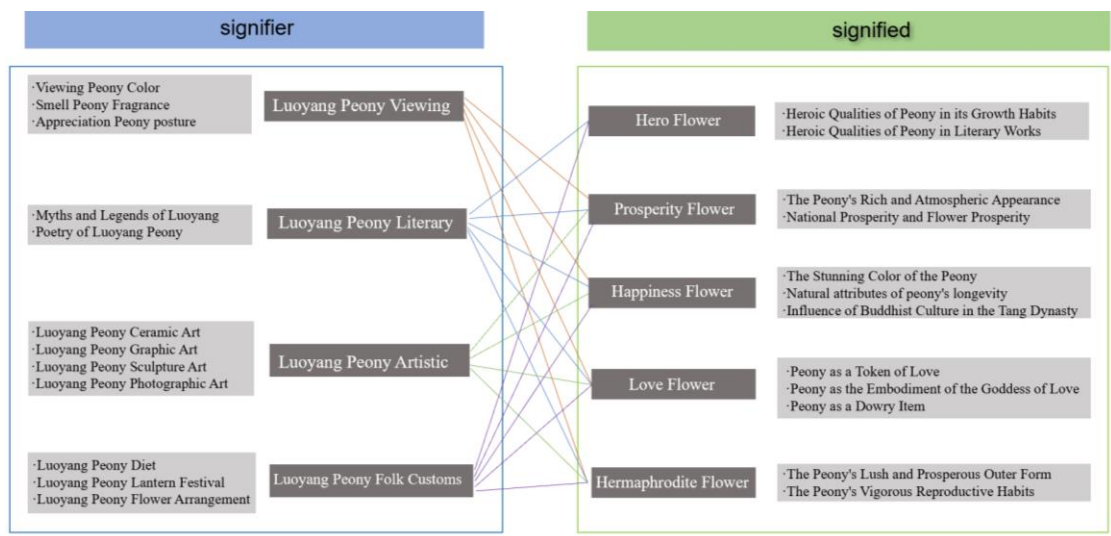 signifier
signified
·Viewing Peony Color
·Smell Peony Fragrance
·Appreciation Peony posture
Luoyang Peony Viewing
·Myths and Legends of Luoyang
·Poetry of Luoyang Peony
Luoyang Peony Literary
·Luoyang Peony Ceramic Art
·Luoyang Peony Graphic Art
·Luoyang Peony Sculpture Art
·Luoyang Peony Photographic Art
Luoyang Peony Artistic
·Luoyang Peony Diet
·Luoyang Peony Lantern Festival
·Luoyang Peony Flower Arrangement
Luoyang Peony Folk Customs
Hero Flower
·Heroic Qualities of Peony in its Growth Habits
·Heroic Qualities of Peony in Literary Works
Prosperity Flower
·The Peony's Rich and Atmospheric Appearance
·National Prosperity and Flower Prosperity
Happiness Flower
·The Stunning Color of the Peony
·Natural attributes of peony's longevity
·Influence of Buddhist Culture in the Tang Dynasty
Love Flower
·Peony as a Token of Love
·Peony as the Embodiment of the Goddess of Love
·Peony as a Dowry Item
Hermaphrodite Flower
·The Peony's Lush and Prosperous Outer Form
·The Peony's Vigorous Reproductive Habits